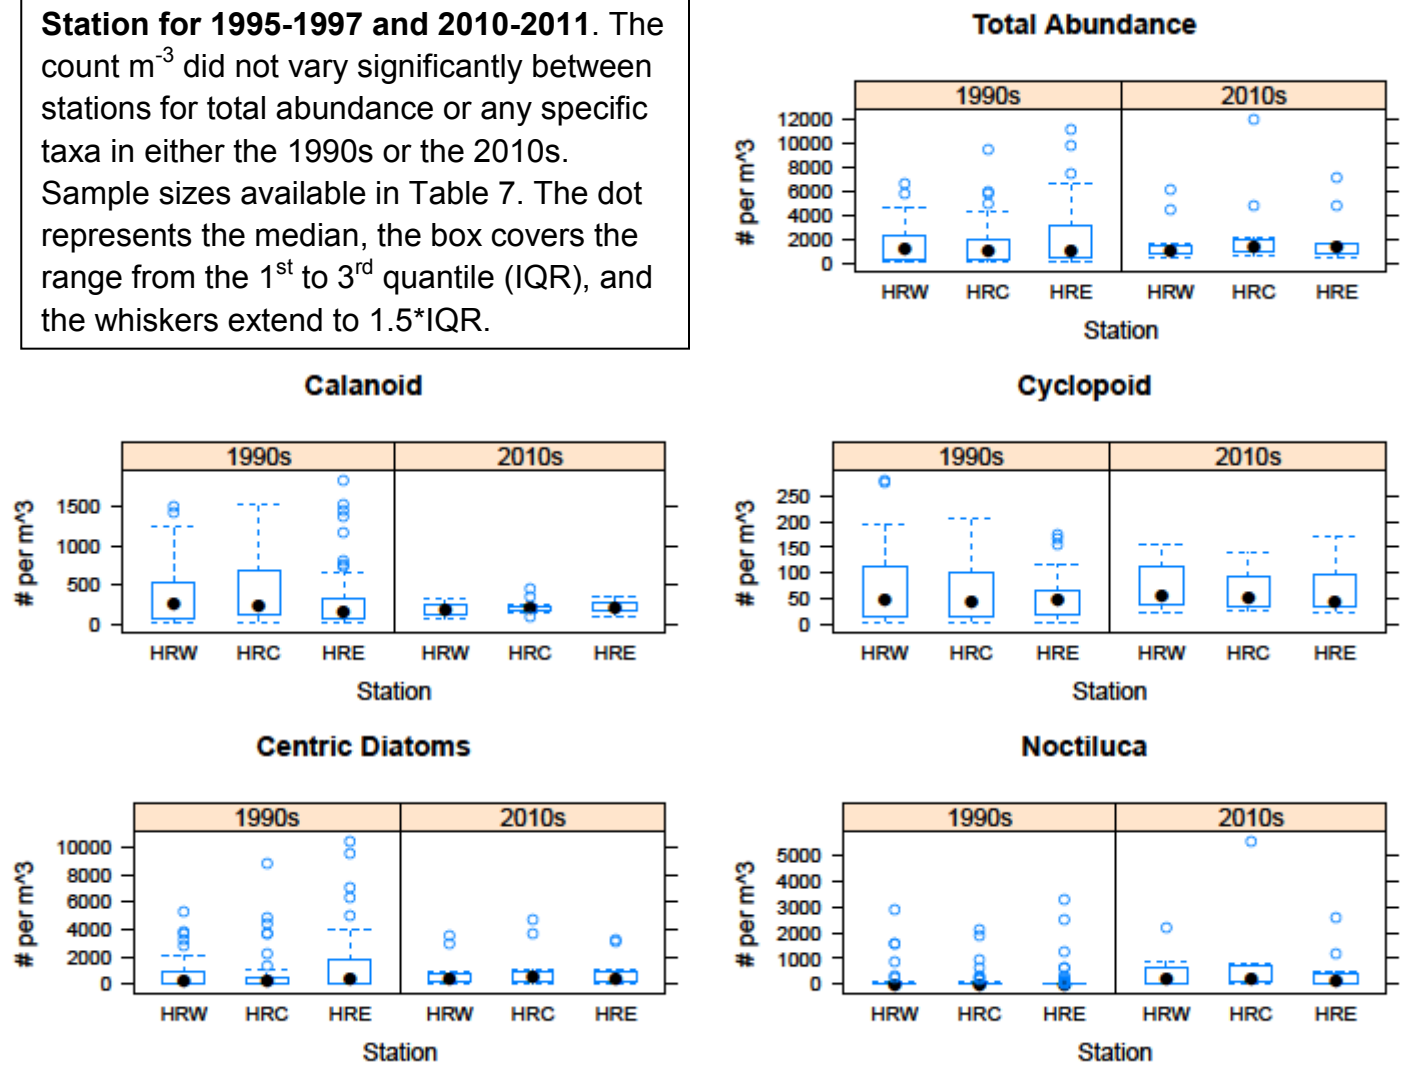 Station for 1995-1997 and 2010-2011. The
count m-3 did not vary significantly between
stations for total abundance or any specific
taxa in either the 1990s or the 2010s.
Sample sizes available in Table 7. The dot
represents the median, the box covers the
range from the 1st to 3rd quantile (IQR), and
the whiskers extend to 1.5*IQR.
Total Abundance
1990s 2010s
# per m^3
12000
10000
8000
6000
4000
2000
0
HRW HRC HRE HRW HRC HRE
Station
Calanoid
1990s 2010s
# per m^3
1500
1000
500
0
HRW HRC HRE HRW HRC HRE
Station
Cyclopoid
1990s 2010s
# per m^3
250
200
150
100
50
0
HRW HRC HRE HRW HRC HRE
Station
Centric Diatoms
1990s 2010s
# per m^3
10000
8000
6000
4000
2000
0
HRW HRC HRE HRW HRC HRE
Station
Noctiluca
1990s 2010s
# per m^3
5000
4000
3000
2000
1000
0
HRW HRC HRE HRW HRC HRE
Station